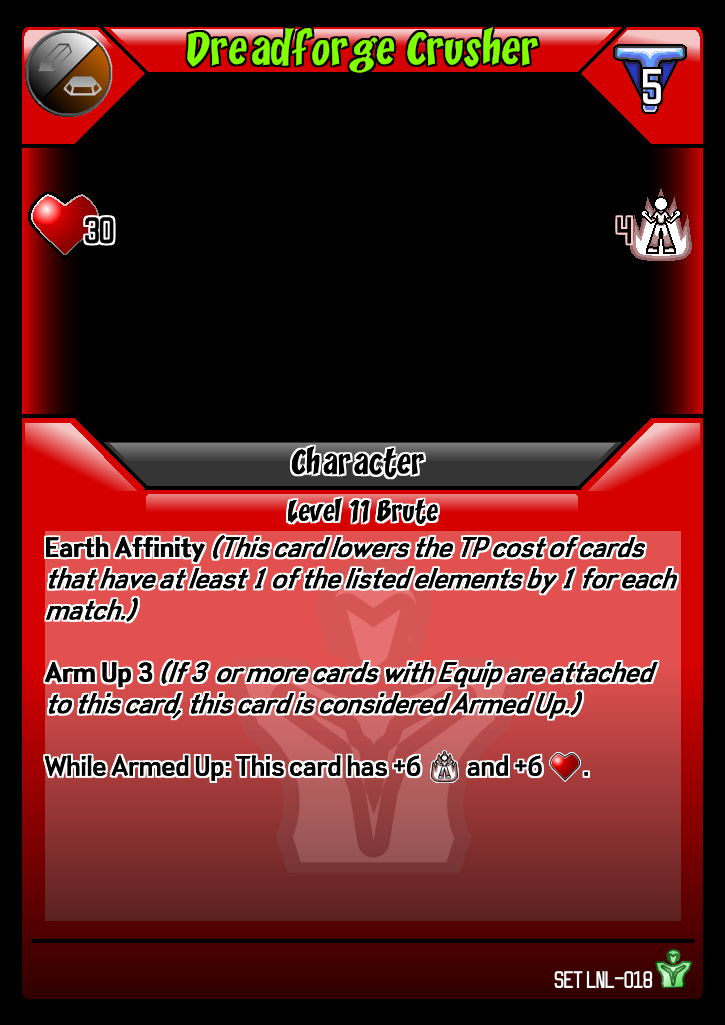 Dreadforge Crusher
5
30
4
Character
Level 11 Brute
Earth Affinity (This card lowers the TP cost of cards
that have at least 1 of the listed elements by 1 for each
match.)
Arm Up 3 (If 3 or more cards with Equip are attached
to this card, this card is considered Armed Up.)
While Armed Up: This card has +6 and +6 .
SET LNL-018